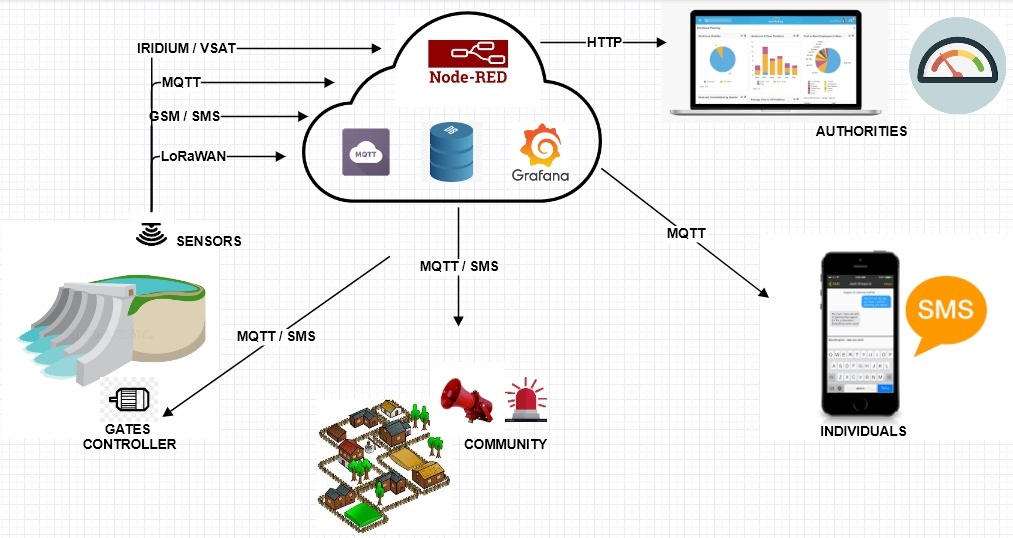 IRIDIUM / VSAT
MQTT
GSM / SMS
LoRaWAN
Node-RED
MQTT
Grafana
HTTP
AUTHORITIES
SENSORS
MQTT / SMS
MQTT
MQTT / SMS
SMS
GATES
CONTROLLER
COMMUNITY
INDIVIDUALS